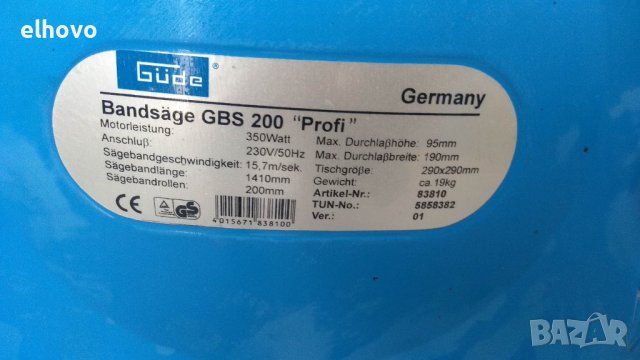 elhovo
Güde ®
Germany
Bandsäge GBS 200 "Profi"
Motorleistung: 350Watt
Anschluß: 230V/50Hz
Sägebandgeschwindigkeit: 15,7m/sek.
Sägebandlänge: 1410mm
Sägebandrollen: 200mm
Max. Durchlaßhöhe: 95mm
Max. Durchlaßbreite: 190mm
Tischgröße: 290x290mm
Gewicht: ca.19kg
Artikel-Nr.: 83810
TUN-No.: 5858382
Ver.: 01
CE GS
4015671838100
BAZAR